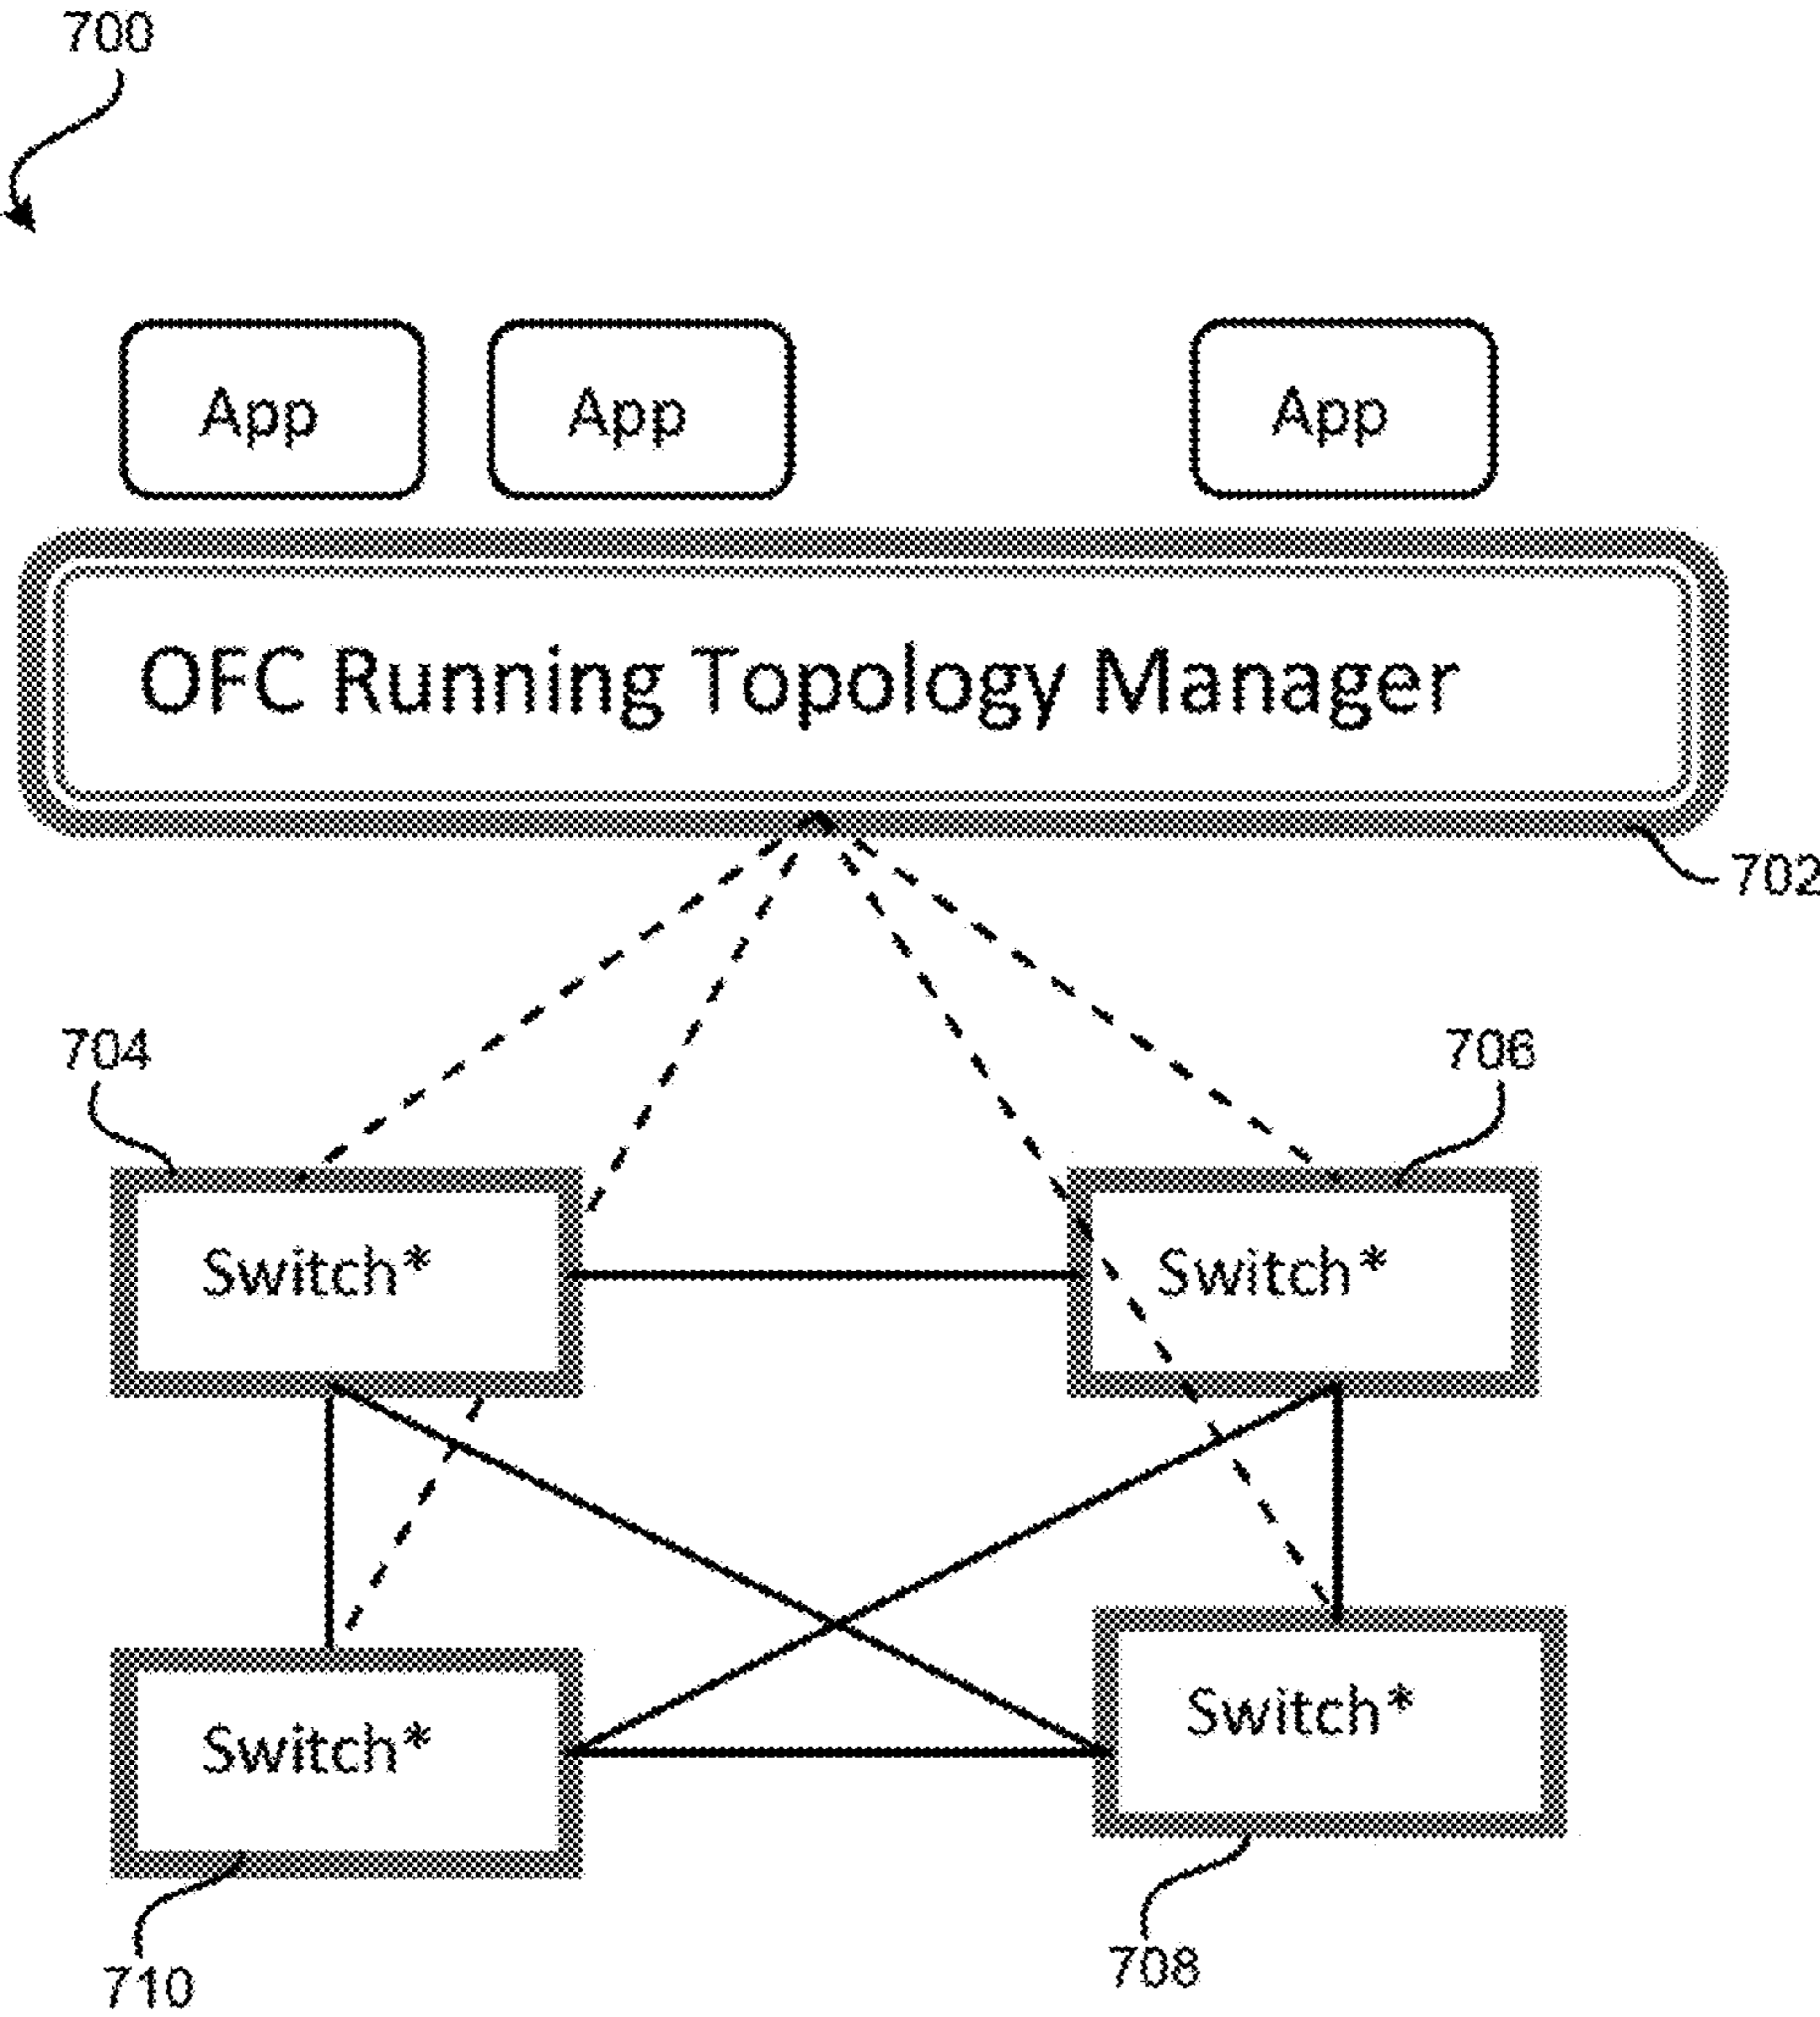 700
App App App
OFC Running Topology Manager
702
704 706
Switch* Switch*
Switch* Switch*
710 708